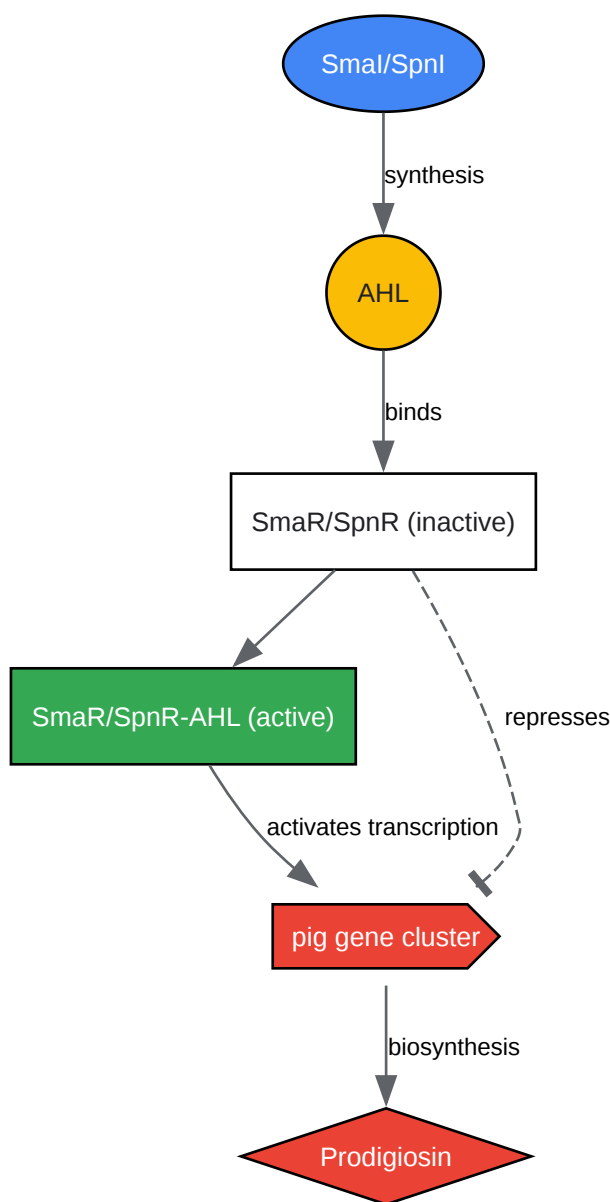 SmaI/SpnI
synthesis
AHL
binds
SmaR/SpnR (inactive)
SmaR/SpnR-AHL (active)
represses
activates transcription
pig gene cluster
biosynthesis
Prodigiosin